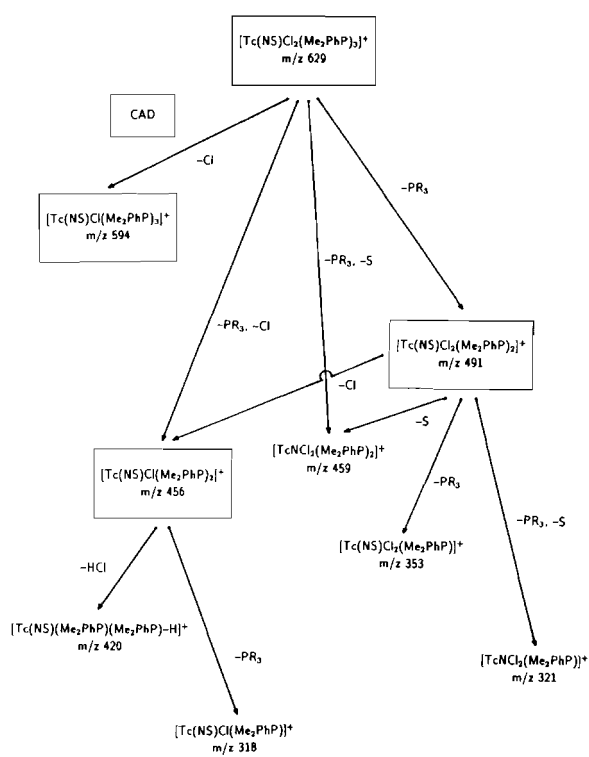 [Tc(NS)Cl₂(Me₂PhP)₃]⁺
m/z 629
CAD
–Cl
–PR₃
[Tc(NS)Cl(Me₂PhP)₃]⁺
m/z 594
–PR₃, –S
–PR₃, –Cl
[Tc(NS)Cl₂(Me₂PhP)₂]⁺
m/z 491
–Cl
–S
[TcNCl₂(Me₂PhP)₂]⁺
m/z 459
[Tc(NS)Cl(Me₂PhP)₂]⁺
m/z 456
–PR₃
–PR₃, –S
[Tc(NS)Cl₂(Me₂PhP)]⁺
m/z 353
–HCl
[Tc(NS)(Me₂PhP)(Me₂PhP)–H]⁺
m/z 420
–PR₃
[TcNCl₂(Me₂PhP)]⁺
m/z 321
[Tc(NS)Cl(Me₂PhP)]⁺
m/z 318